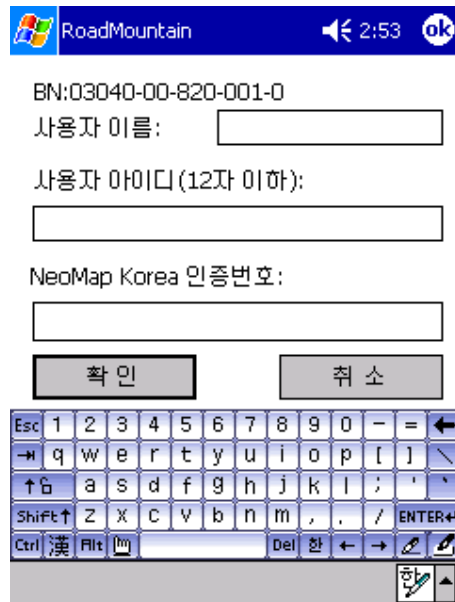 RoadMountain 2:53 ok
BN:03040-00-820-001-0
사용자 이름:
사용자 아이디(12자 이하):
NeoMap Korea 인증번호:
확인 취소
Esc 1 2 3 4 5 6 7 8 9 0 - =
q w e r t y u i o p [ ] \
a s d f g h j k l ; ' `
Shift z x c v b n m , . / ENTER
Ctrl 漢 Alt Del 한 ← →
한